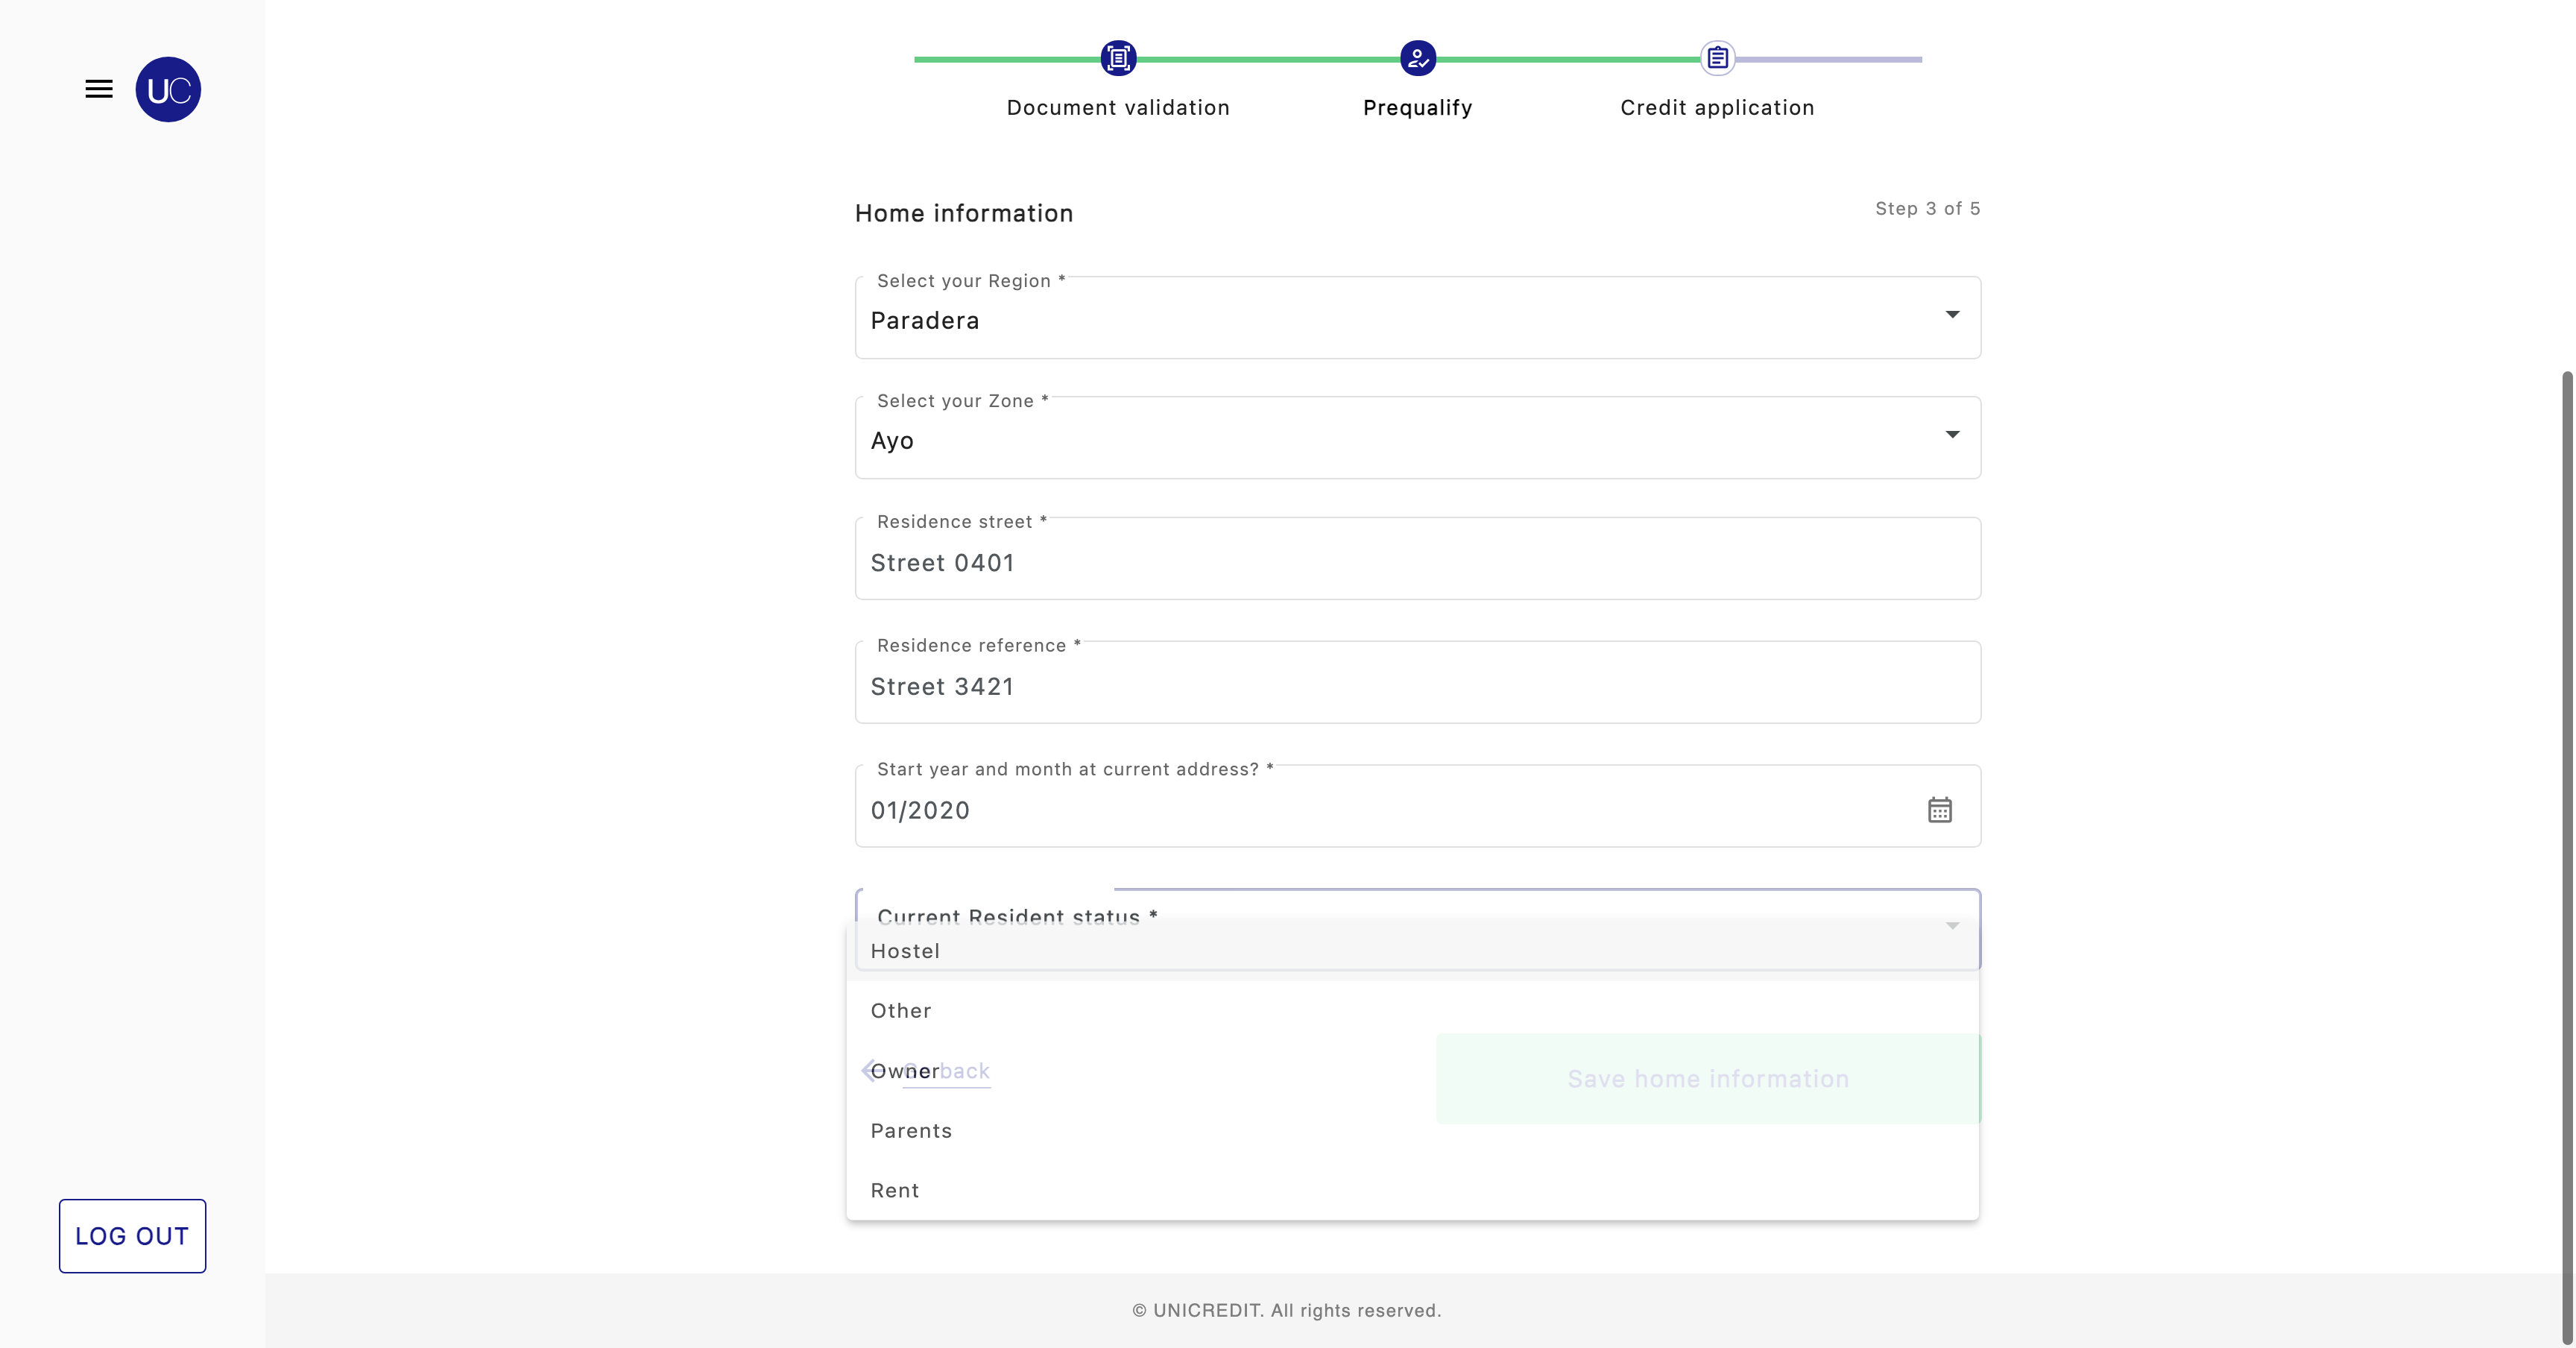 UC
Document validation
Prequalify
Credit application
Home information
Step 3 of 5
Select your Region *
Paradera
Select your Zone *
Ayo
Residence street *
Street 0401
Residence reference *
Street 3421
Start year and month at current address? *
01/2020
Current Resident status *
Hostel
Other
Owner
Go back
Save home information
Parents
Rent
LOG OUT
© UNICREDIT. All rights reserved.